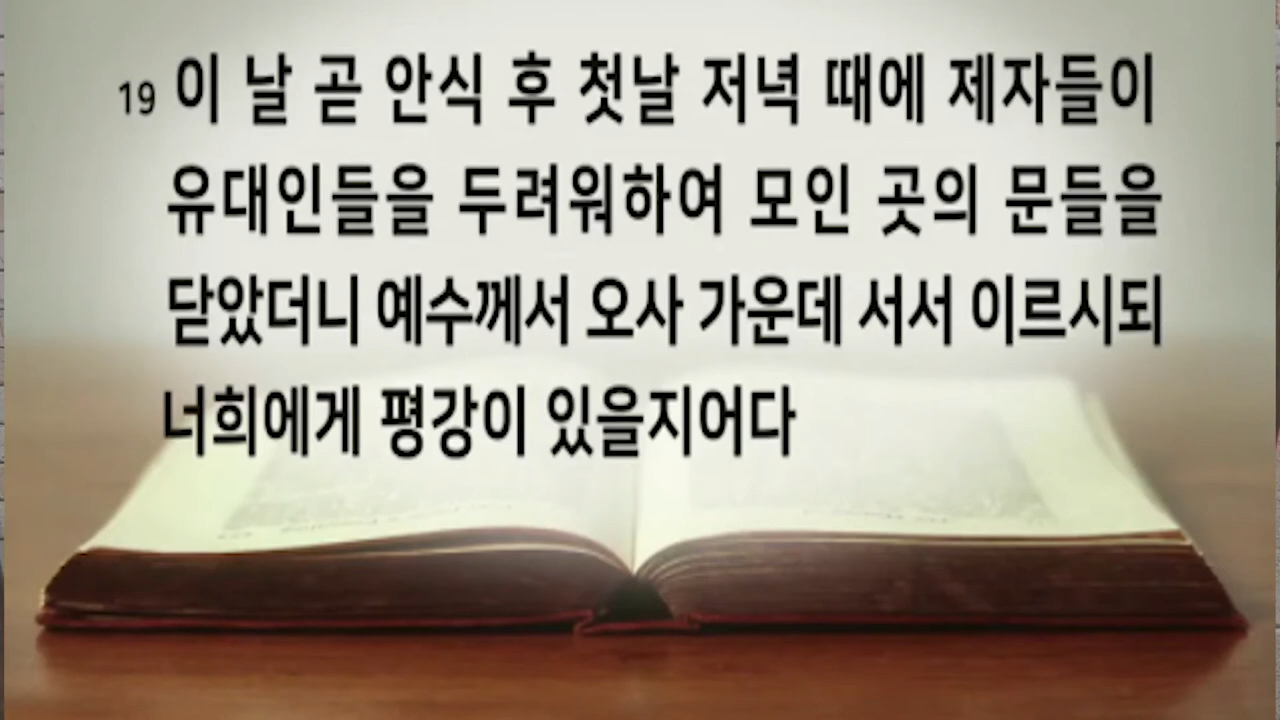 19 이 날 곧 안식 후 첫날 저녁 때에 제자들이
유대인들을 두려워하여 모인 곳의 문들을
닫았더니 예수께서 오사 가운데 서서 이르시되
너희에게 평강이 있을지어다